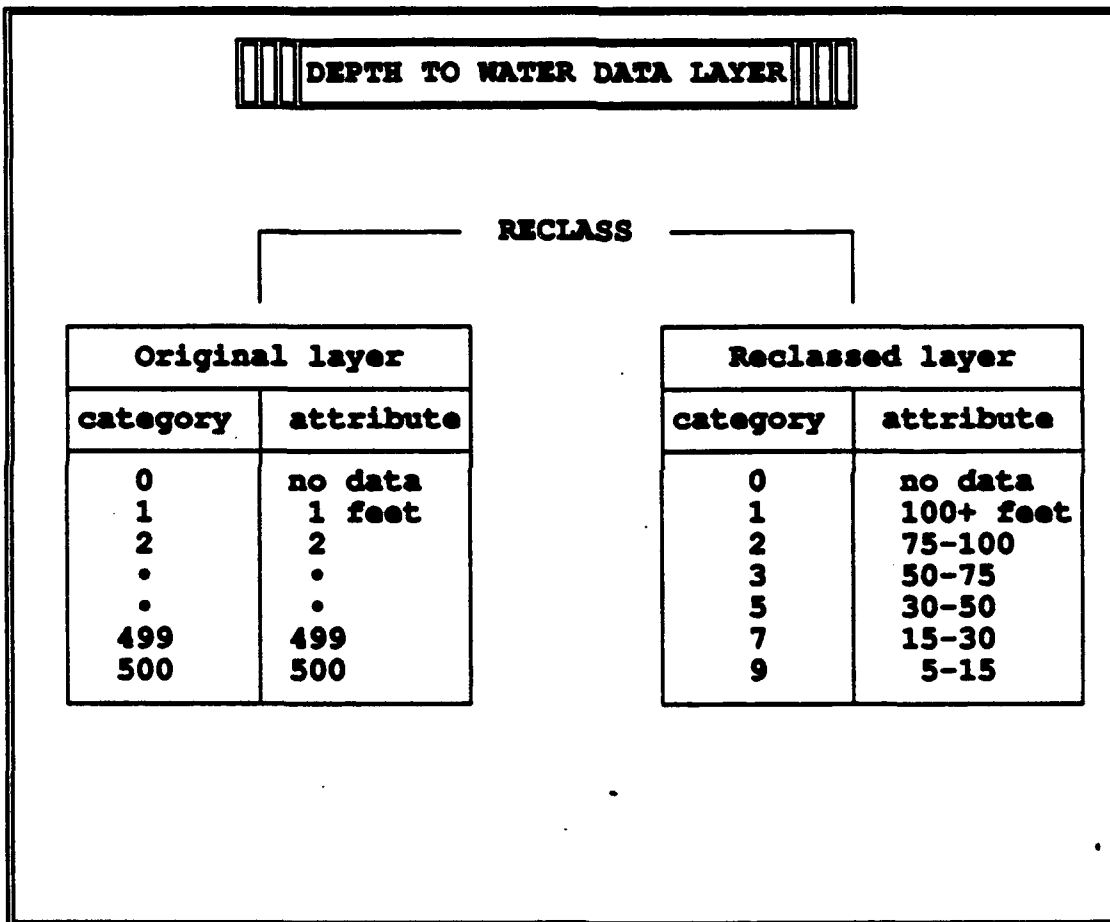 DEPTH TO WATER DATA LAYER
RECLASS
Original layer
category attribute
0 no data
1 1 feet
2 2
• •
• •
499 499
500 500
Reclassed layer
category attribute
0 no data
1 100+ feet
2 75-100
3 50-75
5 30-50
7 15-30
9 5-15